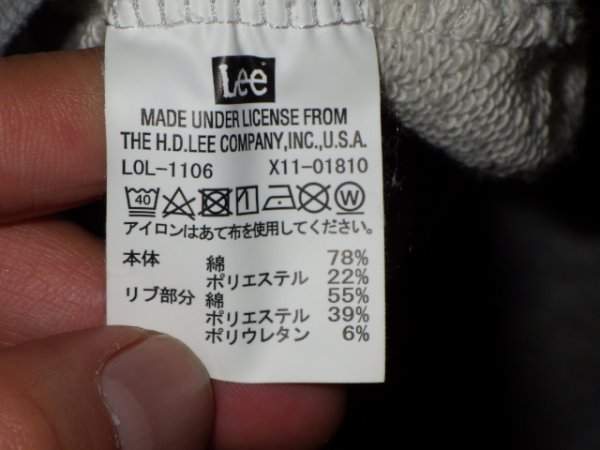 Lee
MADE UNDER LICENSE FROM
THE H.D.LEE COMPANY,INC.,U.S.A.
LOL-1106 X11-01810
40 W
アイロンはあて布を使用してください。
本体 綿 78%
ポリエステル 22%
リブ部分 綿 55%
ポリエステル 39%
ポリウレタン 6%